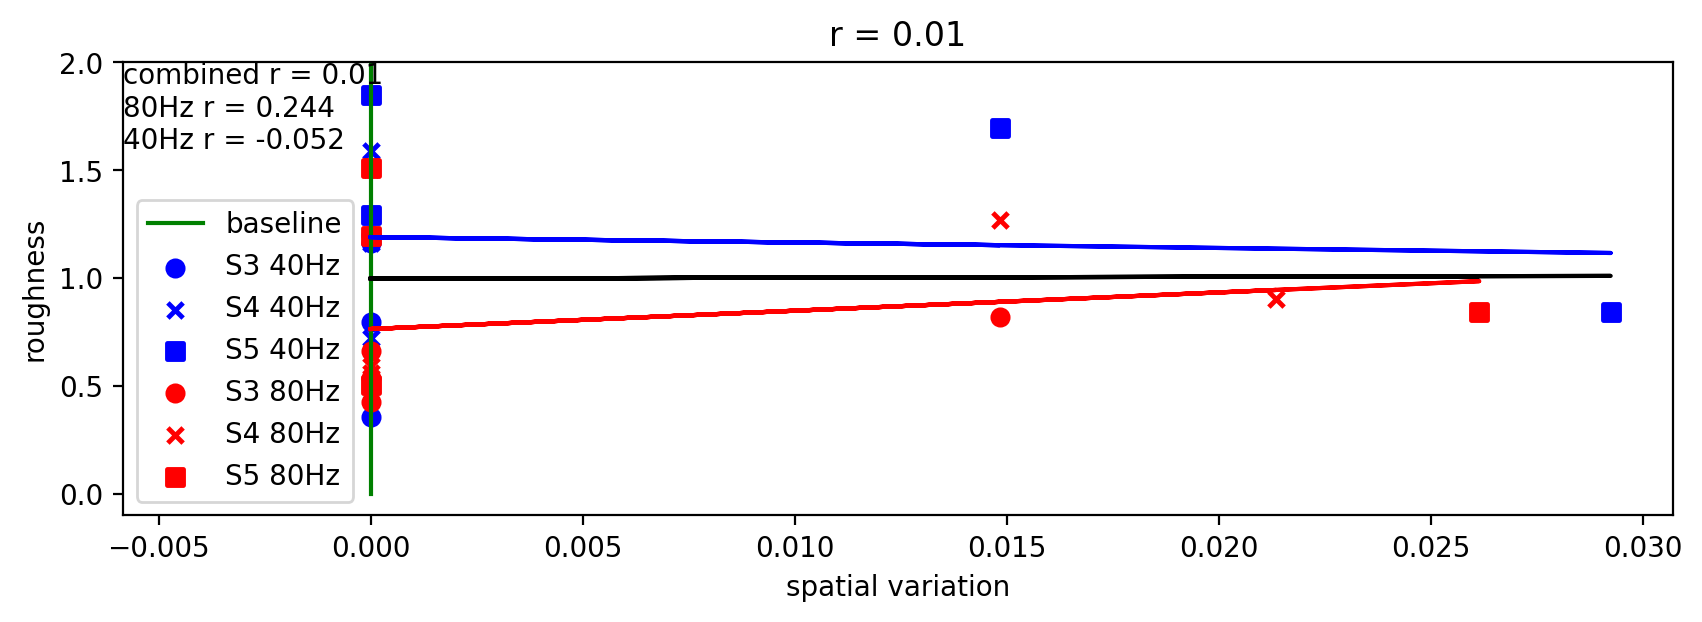 r = 0.01
combined r = 0.01
80Hz r = 0.244
40Hz r = -0.052
2.0
1.5
1.0
0.5
0.0
roughness
baseline
S3 40Hz
S4 40Hz
S5 40Hz
S3 80Hz
S4 80Hz
S5 80Hz
−0.005 0.000 0.005 0.010 0.015 0.020 0.025 0.030
spatial variation